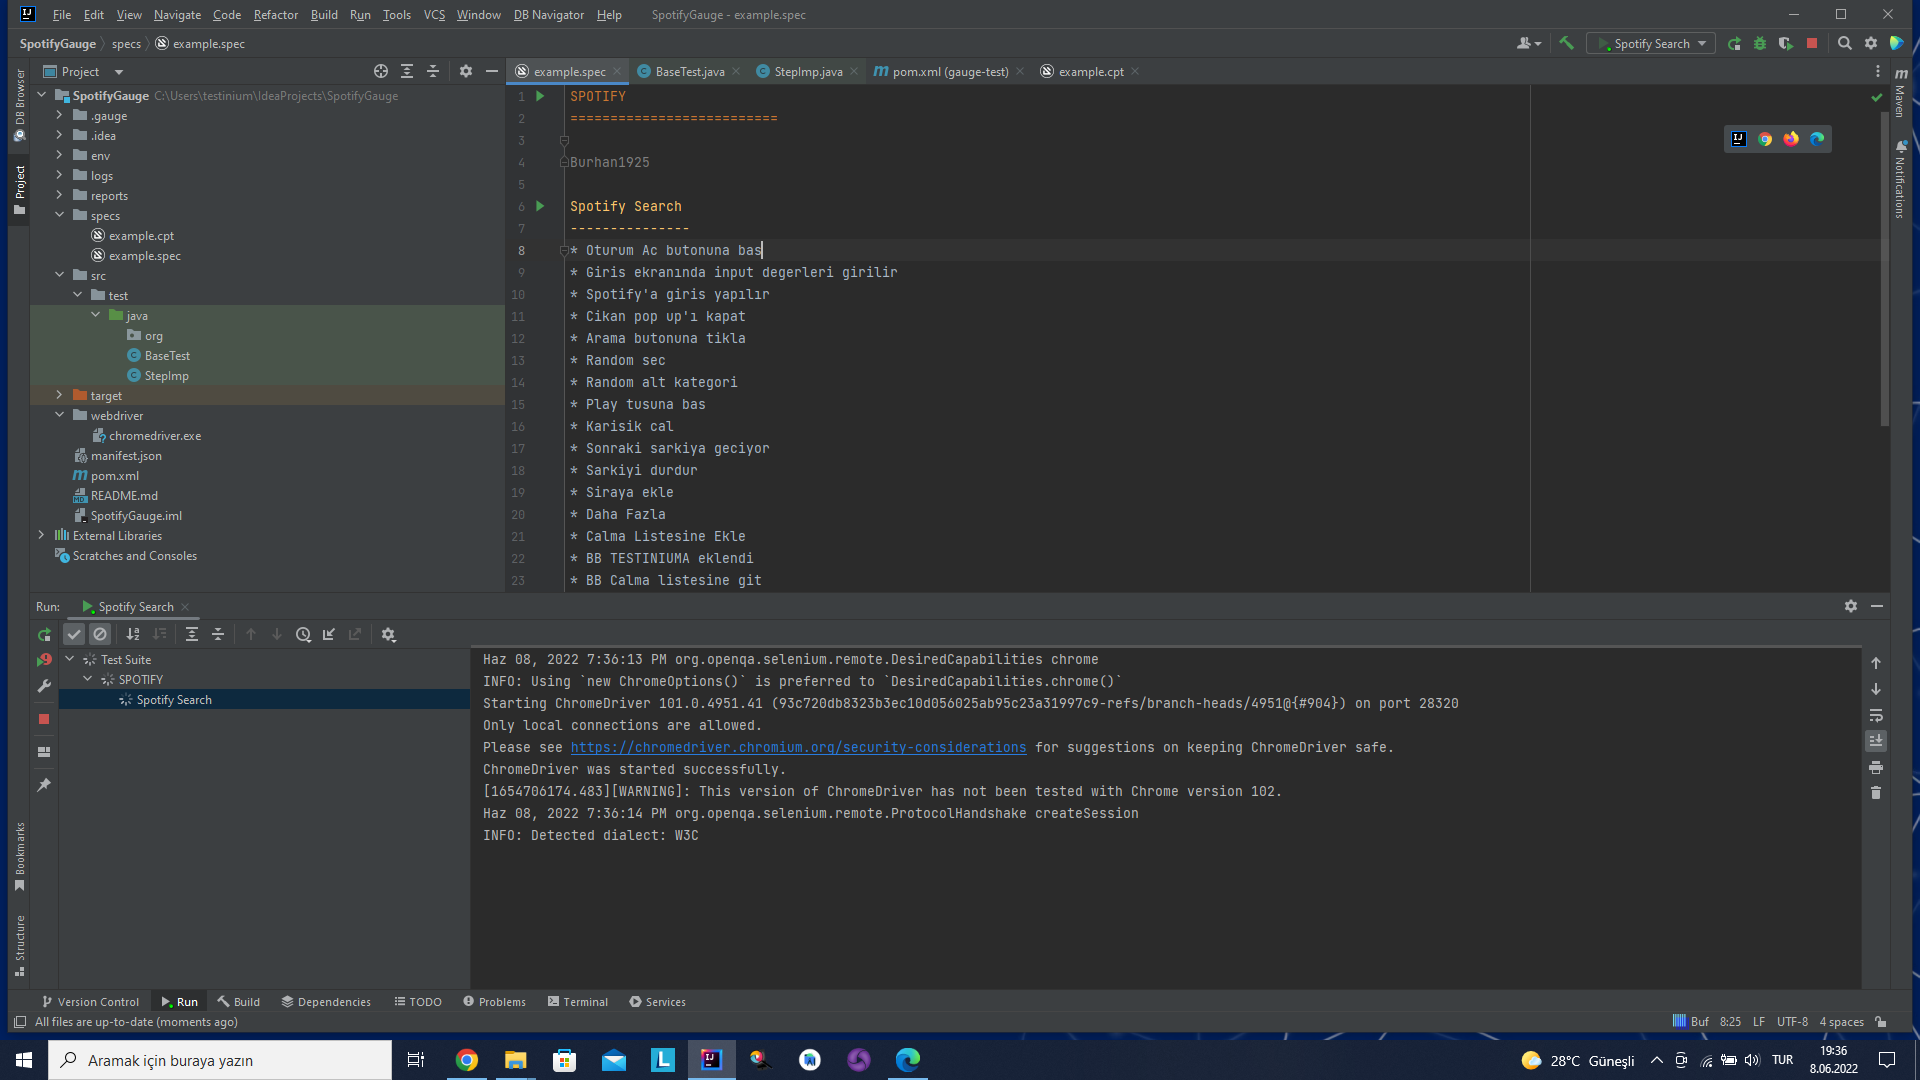 File Edit View Navigate Code Refactor Build Run Tools VCS Window DB Navigator Help SpotifyGauge - example.spec
SpotifyGauge specs example.spec Spotify Search
Project
example.spec BaseTest.java StepImp.java pom.xml (gauge-test) example.cpt
DB Browser
Project
SpotifyGauge C:\Users\testinium\IdeaProjects\SpotifyGauge
.gauge
.idea
env
logs
reports
specs
example.cpt
example.spec
src
test
java
org
BaseTest
StepImp
target
webdriver
chromedriver.exe
manifest.json
pom.xml
README.md
SpotifyGauge.iml
External Libraries
Scratches and Consoles
1 SPOTIFY
2 ==========================
3
4 Burhan1925
5
6 Spotify Search
7 ---------------
8 * Oturum Ac butonuna bas
9 * Giris ekranında input degerleri girilir
10 * Spotify'a giris yapılır
11 * Cikan pop up'ı kapat
12 * Arama butonuna tikla
13 * Random sec
14 * Random alt kategori
15 * Play tusuna bas
16 * Karisik cal
17 * Sonraki sarkiya geciyor
18 * Sarkiyi durdur
19 * Siraya ekle
20 * Daha Fazla
21 * Calma Listesine Ekle
22 * BB TESTINIUMA eklendi
23 * BB Calma listesine git
Maven
Notifications
Run: Spotify Search
Test Suite
SPOTIFY
Spotify Search
Haz 08, 2022 7:36:13 PM org.openqa.selenium.remote.DesiredCapabilities chrome
INFO: Using `new ChromeOptions()` is preferred to `DesiredCapabilities.chrome()`
Starting ChromeDriver 101.0.4951.41 (93c720db8323b3ec10d056025ab95c23a31997c9-refs/branch-heads/4951@{#904}) on port 28320
Only local connections are allowed.
Please see https://chromedriver.chromium.org/security-considerations for suggestions on keeping ChromeDriver safe.
ChromeDriver was started successfully.
[1654706174.483][WARNING]: This version of ChromeDriver has not been tested with Chrome version 102.
Haz 08, 2022 7:36:14 PM org.openqa.selenium.remote.ProtocolHandshake createSession
INFO: Detected dialect: W3C
Bookmarks
Structure
Version Control Run Build Dependencies TODO Problems Terminal Services
All files are up-to-date (moments ago) Buf 8:25 LF UTF-8 4 spaces
Aramak için buraya yazın
28°C Güneşli TUR 19:36
8.06.2022